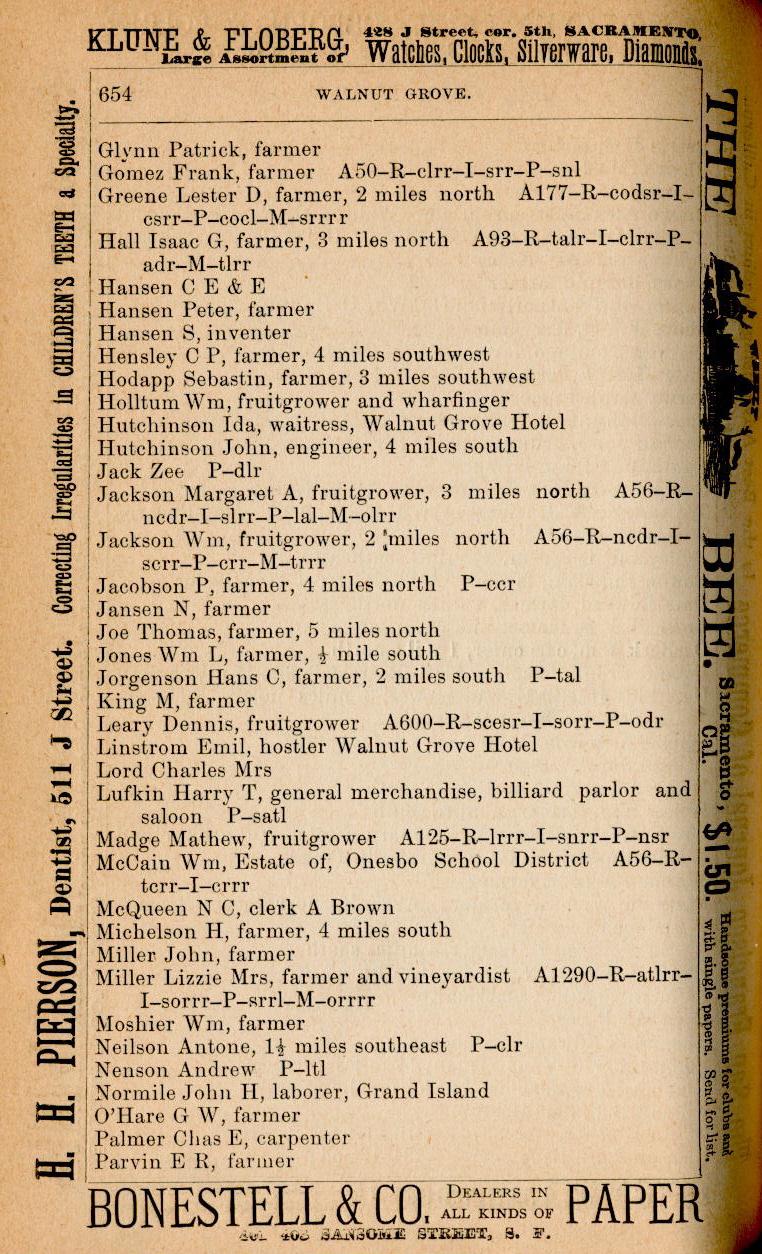 KLUNE & FLOBERG, 428 J Street, cor. 5th, SACRAMENTO,
Large Assortment of Watches, Clocks, Silverware, Diamonds.
654 WALNUT GROVE.
Glynn Patrick, farmer
Gomez Frank, farmer A50–R–clrr–I–srr–P–snl
Greene Lester D, farmer, 2 miles north A177–R–codsr–I–
csrr–P–cocl–M–srrrr
Hall Isaac G, farmer, 3 miles north A93–R–talr–I–clrr–P–
adr–M–tlrr
Hansen C E & E
Hansen Peter, farmer
Hansen S, inventer
Hensley C P, farmer, 4 miles southwest
Hodapp Sebastin, farmer, 3 miles southwest
Holltum Wm, fruitgrower and wharfinger
Hutchinson Ida, waitress, Walnut Grove Hotel
Hutchinson John, engineer, 4 miles south
Jack Zee P–dlr
Jackson Margaret A, fruitgrower, 3 miles north A56–R–
ncdr–I–slrr–P–lal–M–olrr
Jackson Wm, fruitgrower, 2 miles north A56–R–ncdr–I–
scrr–P–crr–M–trrr
Jacobson P, farmer, 4 miles north P–ccr
Jansen N, farmer
Joe Thomas, farmer, 5 miles north
Jones Wm L, farmer, ½ mile south
Jorgenson Hans C, farmer, 2 miles south P–tal
King M, farmer
Leary Dennis, fruitgrower A600–R–scesr–I–sorr–P–odr
Linstrom Emil, hostler Walnut Grove Hotel
Lord Charles Mrs
Lufkin Harry T, general merchandise, billiard parlor and
saloon P–satl
Madge Mathew, fruitgrower A125–R–lrrr–I–snrr–P–nsr
McCain Wm, Estate of, Onesbo School District A56–R–
tcrr–I–crrr
McQueen N C, clerk A Brown
Michelson H, farmer, 4 miles south
Miller John, farmer
Miller Lizzie Mrs, farmer and vineyardist A1290–R–atlrr–
I–sorrr–P–srrl–M–orrrr
Moshier Wm, farmer
Neilson Antone, 1½ miles southeast P–clr
Nenson Andrew P–ltl
Normile John H, laborer, Grand Island
O'Hare G W, farmer
Palmer Chas E, carpenter
Parvin E R, farmer
BONESTELL & CO. DEALERS IN ALL KINDS OF PAPER
SANSOME STREET, S. F.
H. H. PIERSON, Dentist, 511 J Street. Correcting Irregularities in CHILDREN'S TEETH a Specialty.
THE WEEKLY BEE. Sacramento, Cal. $1.50. Handsome premiums for clubs and
with single papers. Send for list.